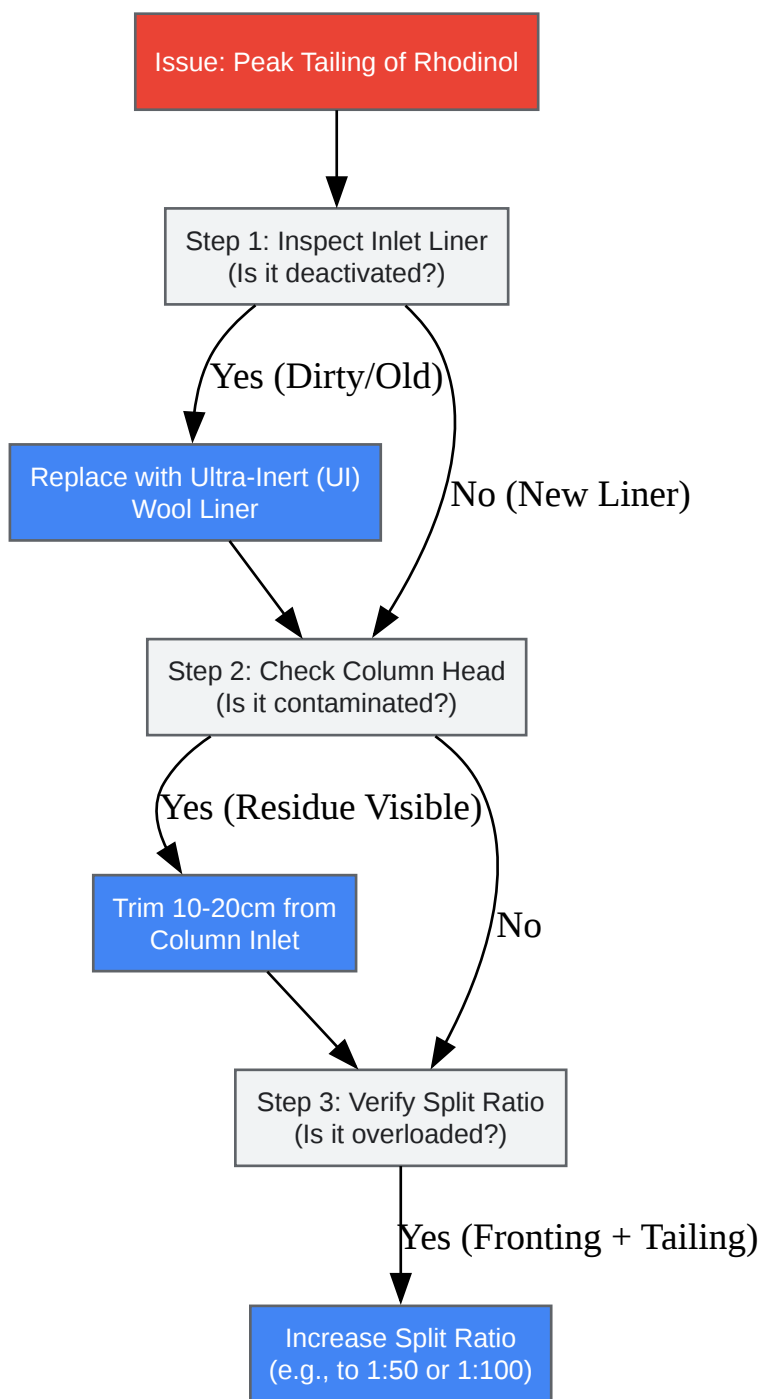 Issue: Peak Tailing of Rhodinol
Step 1: Inspect Inlet Liner
(Is it deactivated?)
Yes (Dirty/Old)
Replace with Ultra-Inert (UI)
Wool Liner
No (New Liner)
Step 2: Check Column Head
(Is it contaminated?)
Yes (Residue Visible)
Trim 10-20cm from
Column Inlet
No
Step 3: Verify Split Ratio
(Is it overloaded?)
Yes (Fronting + Tailing)
Increase Split Ratio
(e.g., to 1:50 or 1:100)